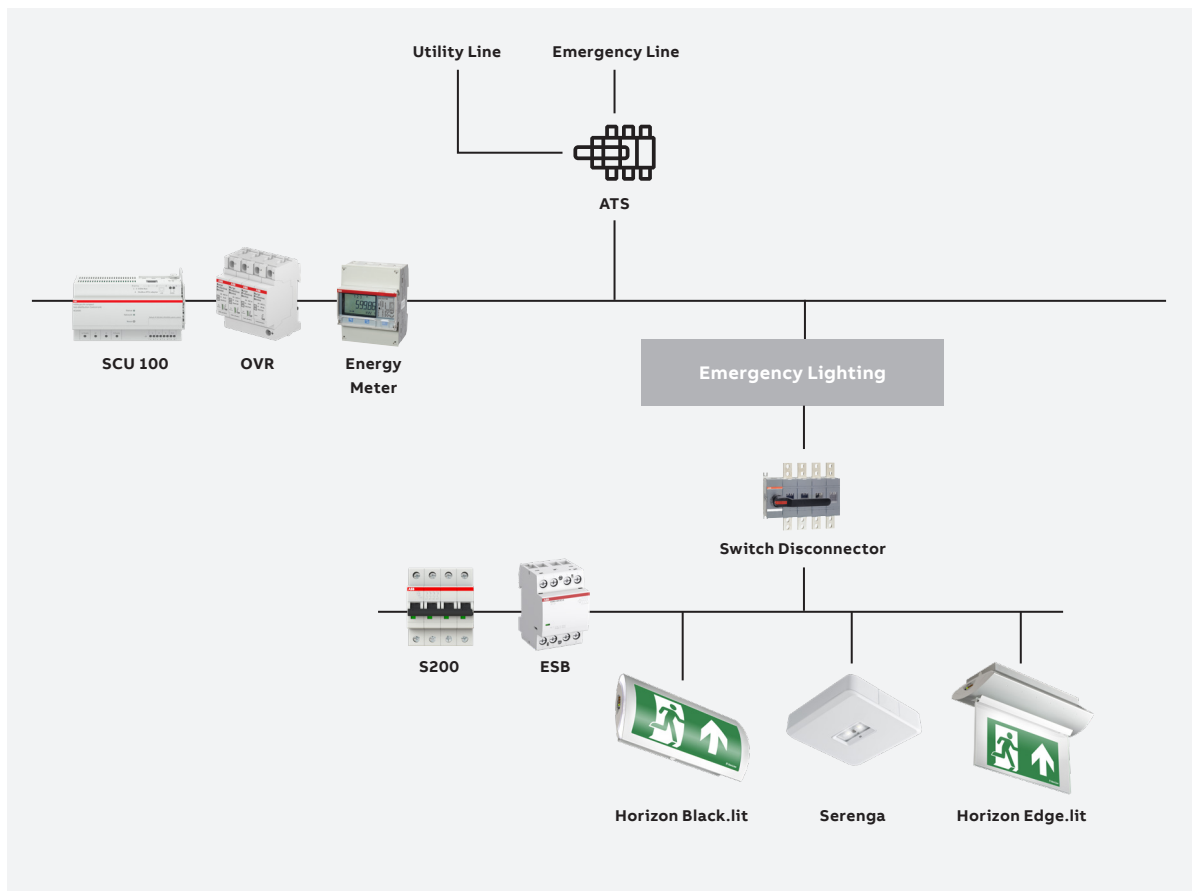 Utility Line
Emergency Line
ATS
SCU 100
OVR
Energy
Meter
Emergency Lighting
Switch Disconnector
S200
ESB
Horizon Black.lit
Serenga
Horizon Edge.lit